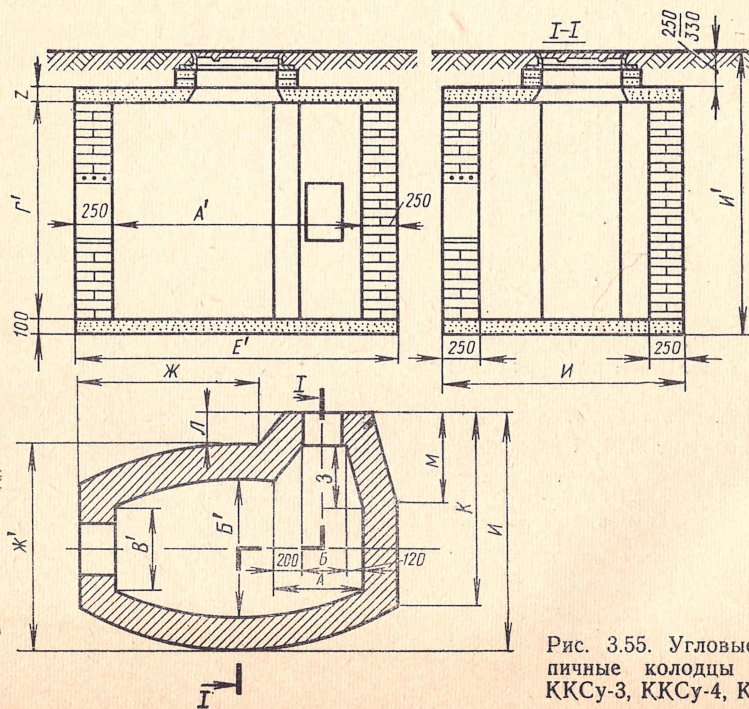 I–I
250
330
Z
Г'
250
А'
250
И'
100
Е'
250
250
Ж
И
I
Л
З
М
К
И
Ж'
В'
Б'
200
Б
120
А
I
Рис. 3.55. Угловые
пичные колодцы
ККСу-3, ККСу-4, К